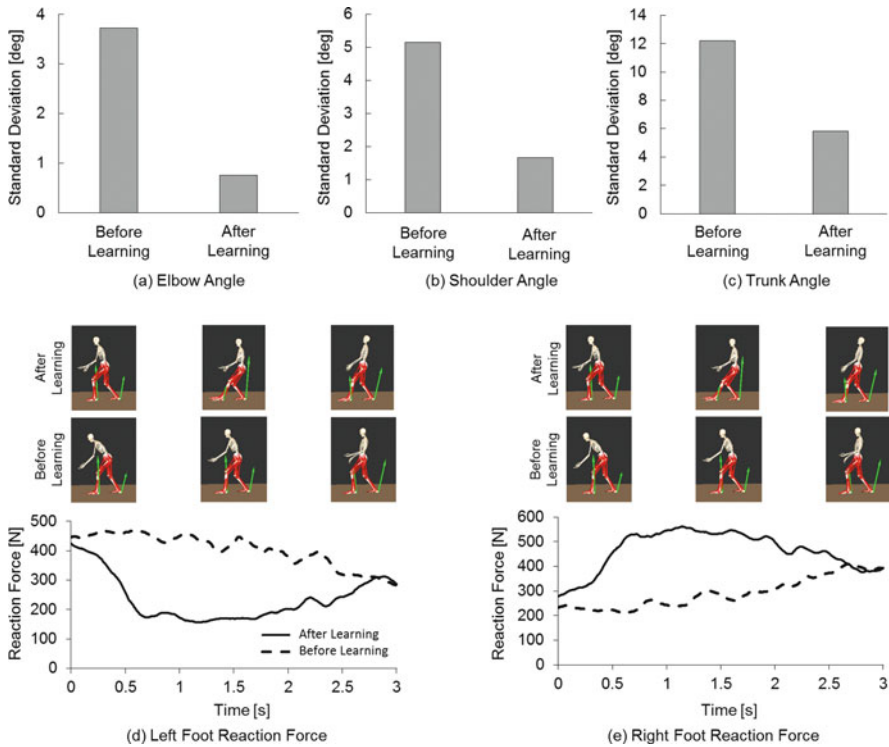 Standard Deviation [deg]
4
3
2
1
0
Before
Learning
After
Learning
(a) Elbow Angle
Standard Deviation [deg]
6
5
4
3
2
1
0
Before
Learning
After
Learning
(b) Shoulder Angle
Standard Deviation [deg]
14
12
10
8
6
4
2
0
Before
Learning
After
Learning
(c) Trunk Angle
After
Learning
Before
Learning
Reaction Force [N]
500
400
300
200
100
0
After Learning
Before Learning
0 0.5 1 1.5 2 2.5 3
Time [s]
(d) Left Foot Reaction Force
After
Learning
Before
Learning
Reaction Force [N]
600
500
400
300
200
100
0
0 0.5 1 1.5 2 2.5 3
Time [s]
(e) Right Foot Reaction Force